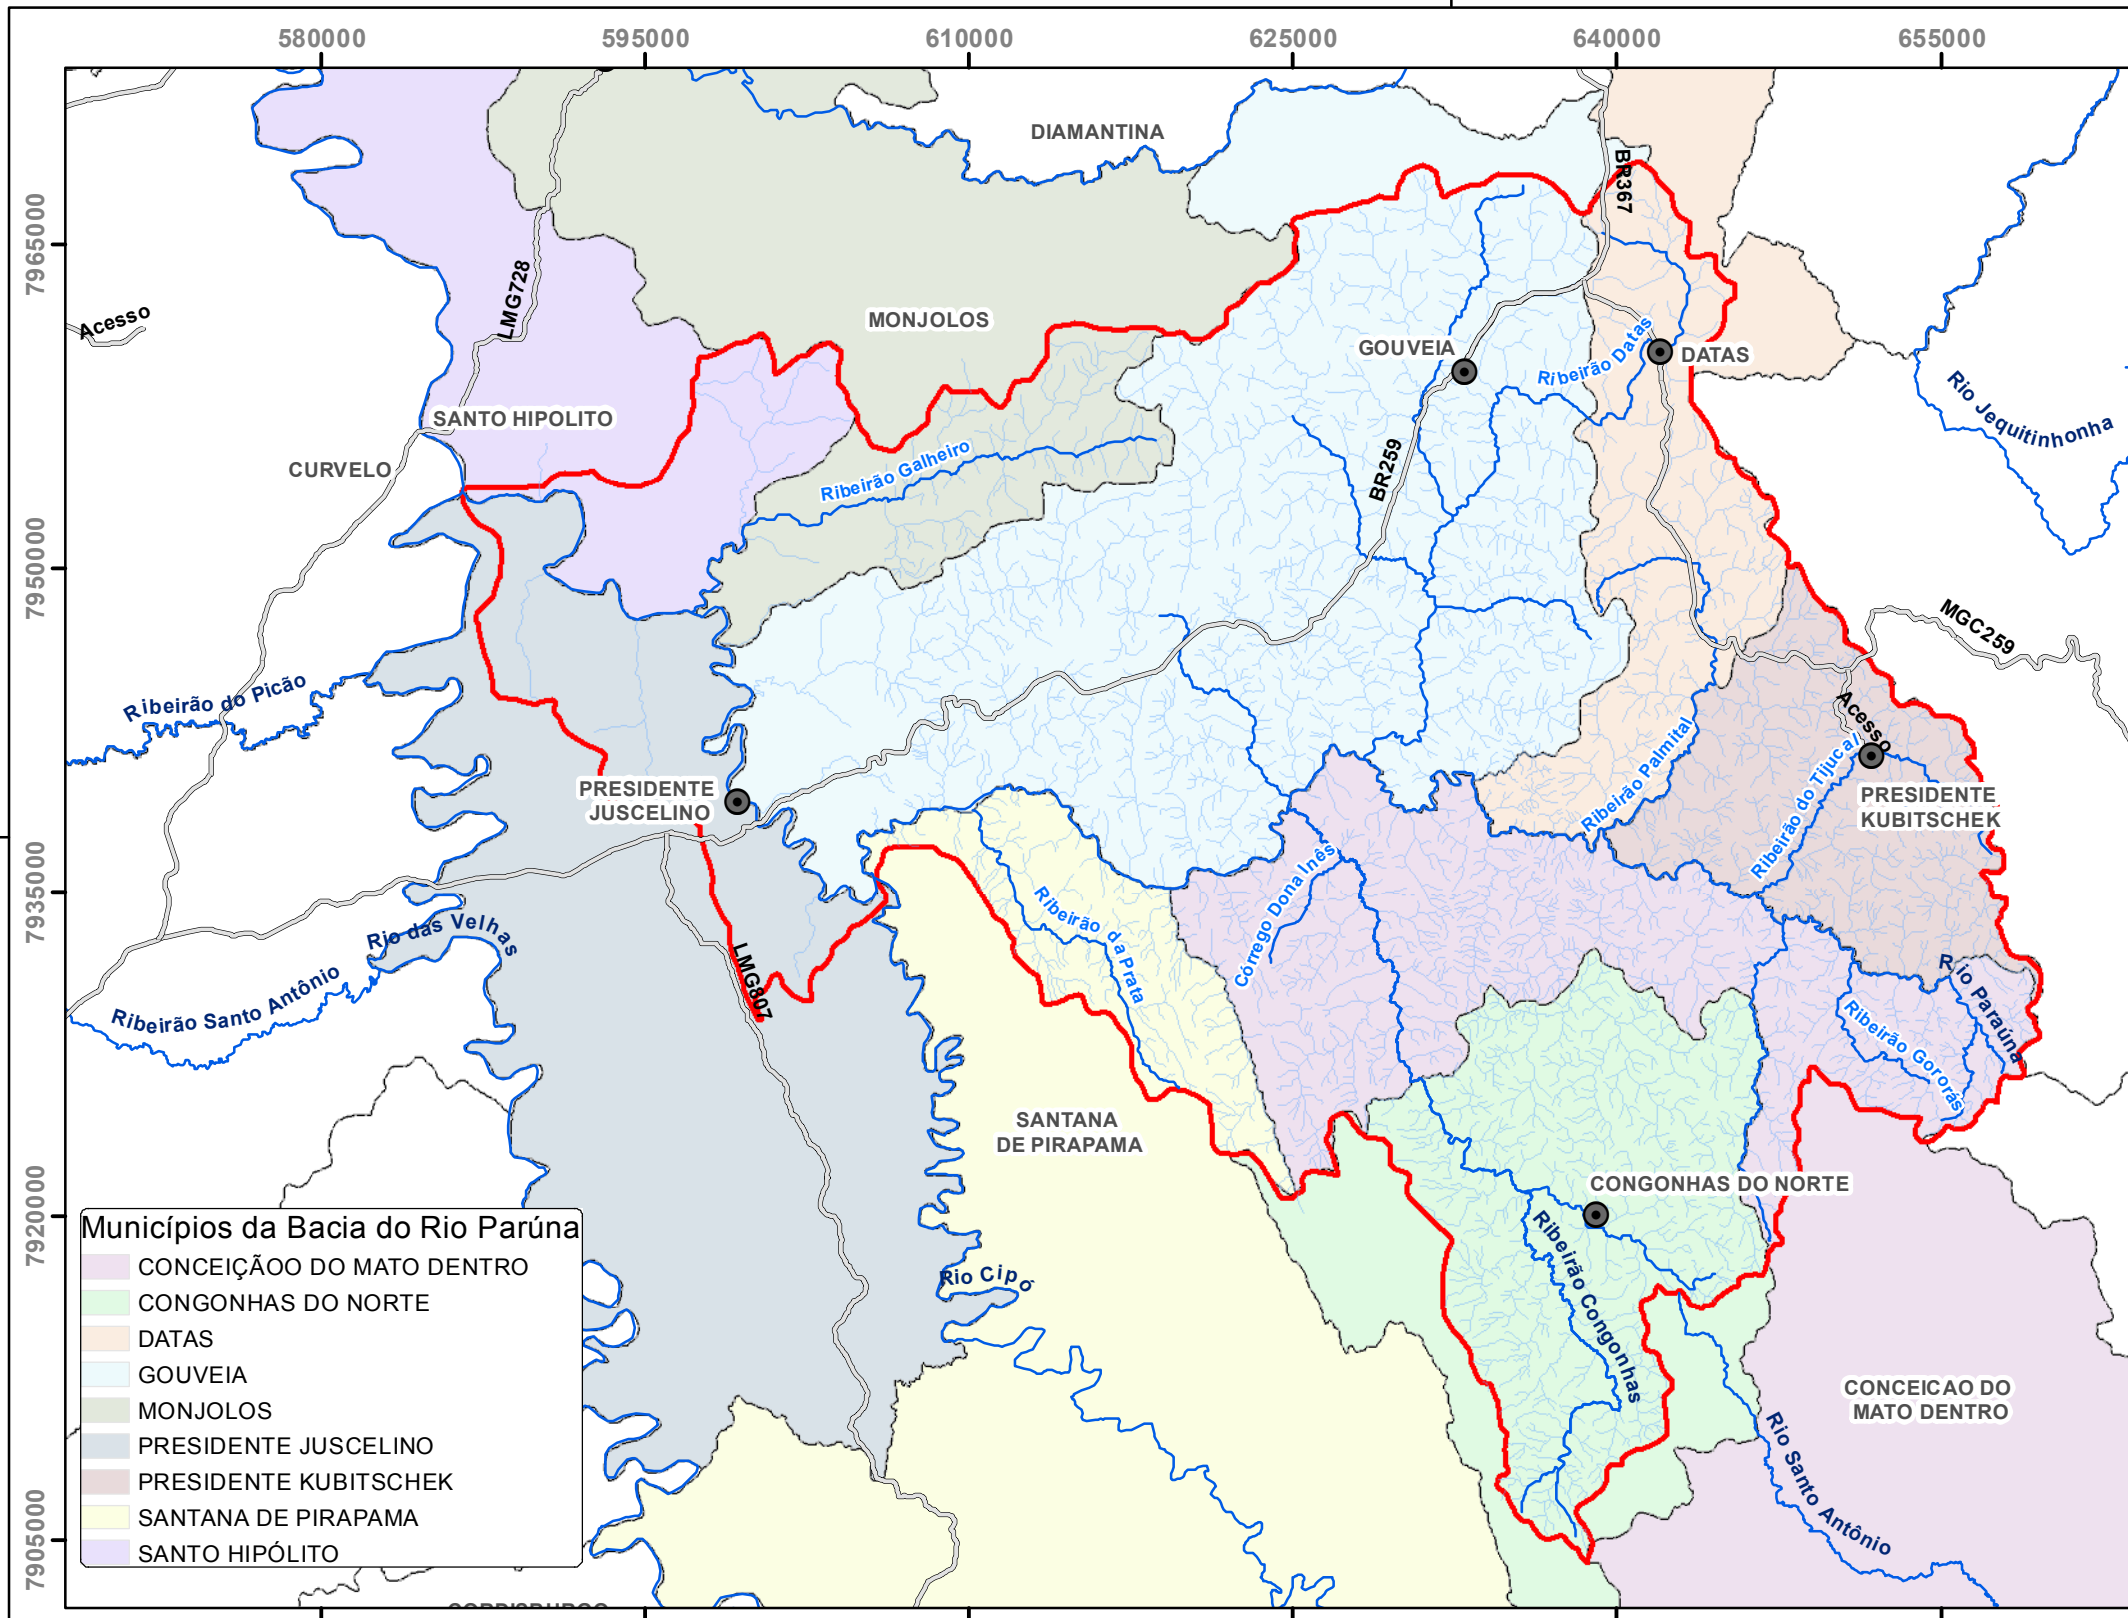 580000 595000 610000 625000 640000 655000
7965000
7950000
7935000
7920000
7905000
DIAMANTINA
BR367
LMG728
Acesso
MONJOLOS
GOUVEIA
Ribeirão Datas
DATAS
Rio Jequitinhonha
SANTO HIPOLITO
CURVELO
Ribeirão Galheiro
BR259
MGC259
Ribeirão do Picão
Acesso
Ribeirão Palmital
Ribeirão do Tijucal
PRESIDENTE
JUSCELINO
PRESIDENTE
KUBITSCHEK
Córrego Dona Inês
Ribeirão da Prata
Rio das Velhas
LMG807
Ribeirão Santo Antônio
Rio Paraúna
Ribeirão Gororás
SANTANA
DE PIRAPAMA
CONGONHAS DO NORTE
Ribeirão Congonhas
Rio Cipó
CONCEICAO DO
MATO DENTRO
Rio Santo Antônio
Municípios da Bacia do Rio Parúna
CONCEIÇÃOO DO MATO DENTRO
CONGONHAS DO NORTE
DATAS
GOUVEIA
MONJOLOS
PRESIDENTE JUSCELINO
PRESIDENTE KUBITSCHEK
SANTANA DE PIRAPAMA
SANTO HIPÓLITO